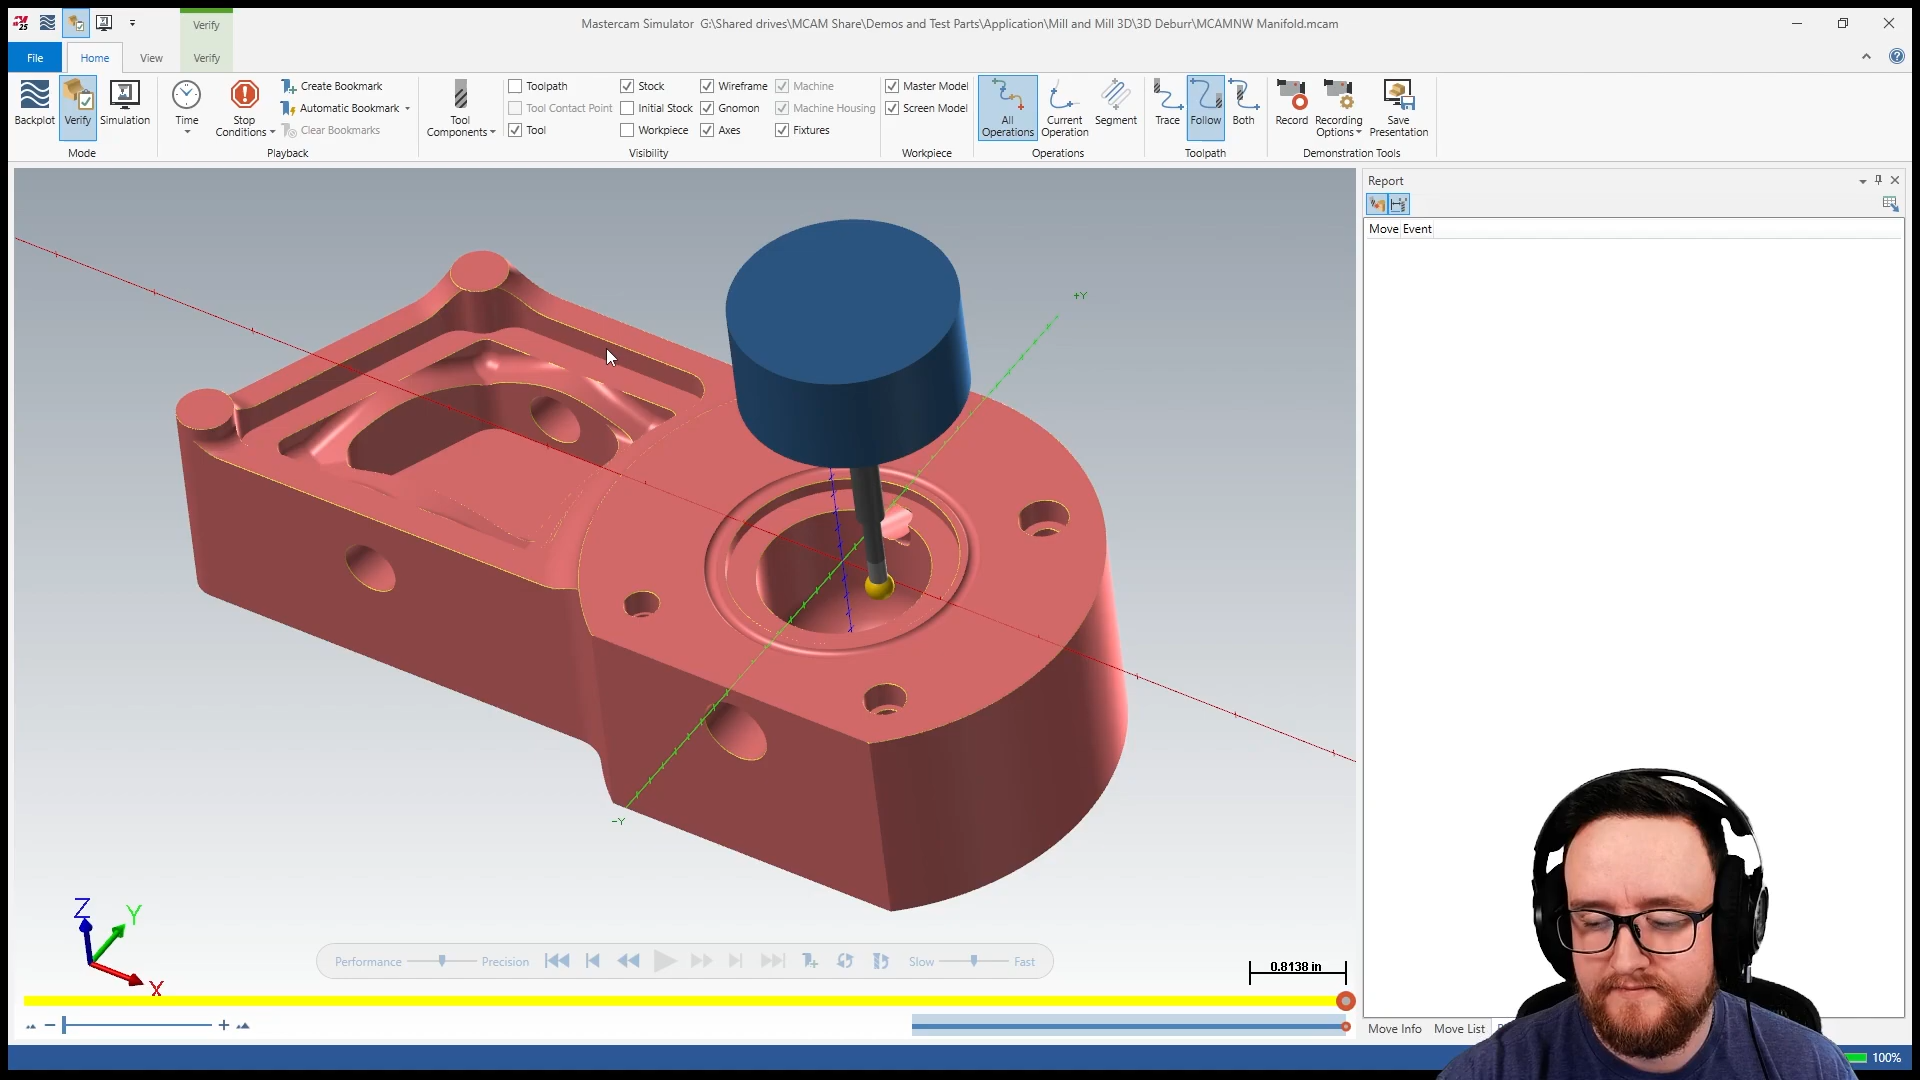 25
Verify
Mastercam Simulator G:\Shared drives\MCAM Share\Demos and Test Parts\Application\Mill and Mill 3D\3D Deburr\MCAMNW Manifold.mcam
File
Home
View
Verify
Backplot
Verify
Simulation
Mode
Time
Stop
Conditions
Create Bookmark
Automatic Bookmark
Clear Bookmarks
Playback
Tool
Components
Toolpath
Tool Contact Point
Tool
Stock
Initial Stock
Workpiece
Wireframe
Gnomon
Axes
Machine
Machine Housing
Fixtures
Visibility
Master Model
Screen Model
Workpiece
All
Operations
Current
Operation
Segment
Operations
Trace
Follow
Both
Toolpath
Record
Recording
Options
Save
Presentation
Demonstration Tools
Report
Move Event
+Y
-Y
Z
Y
X
Performance
Precision
Slow
Fast
0.8138 in
Move Info
Move List
100%